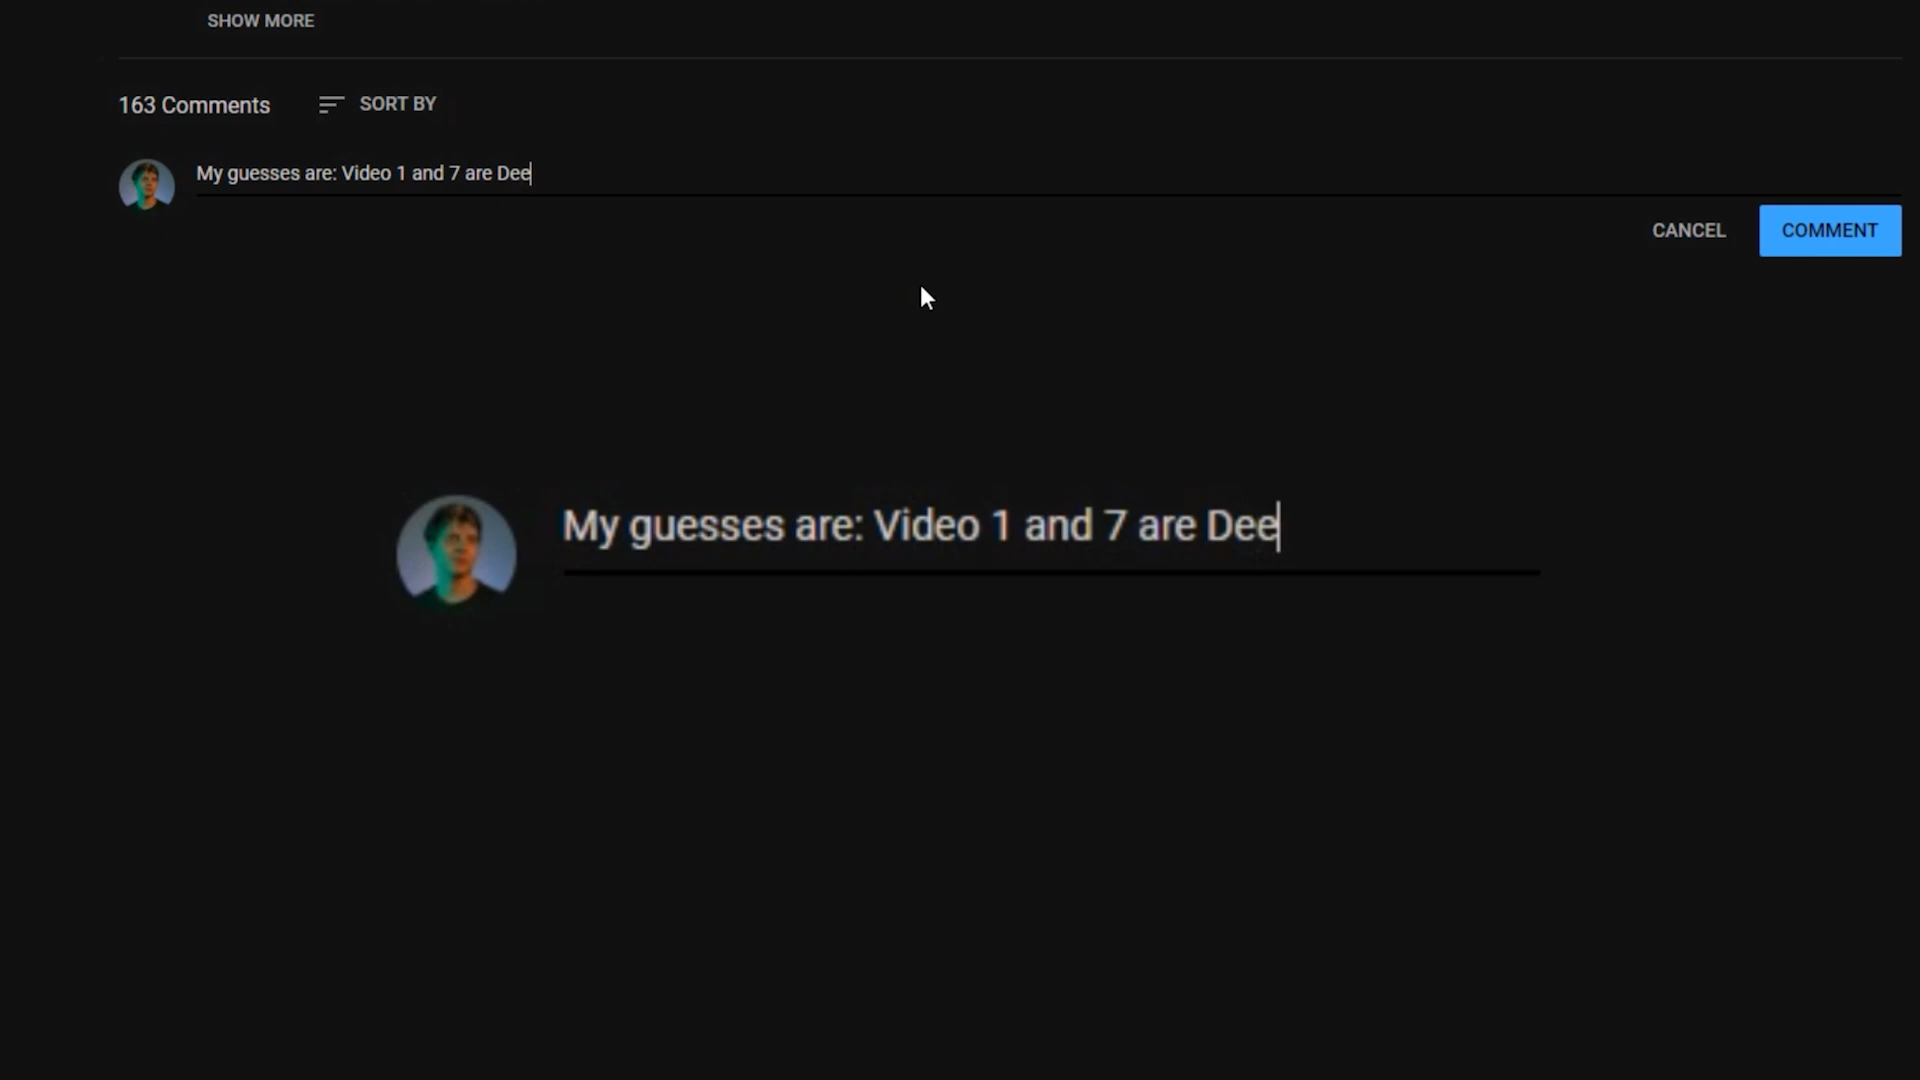 SHOW MORE
163 Comments
SORT BY
My guesses are: Video 1 and 7 are Dee
CANCEL
COMMENT
My guesses are: Video 1 and 7 are Dee